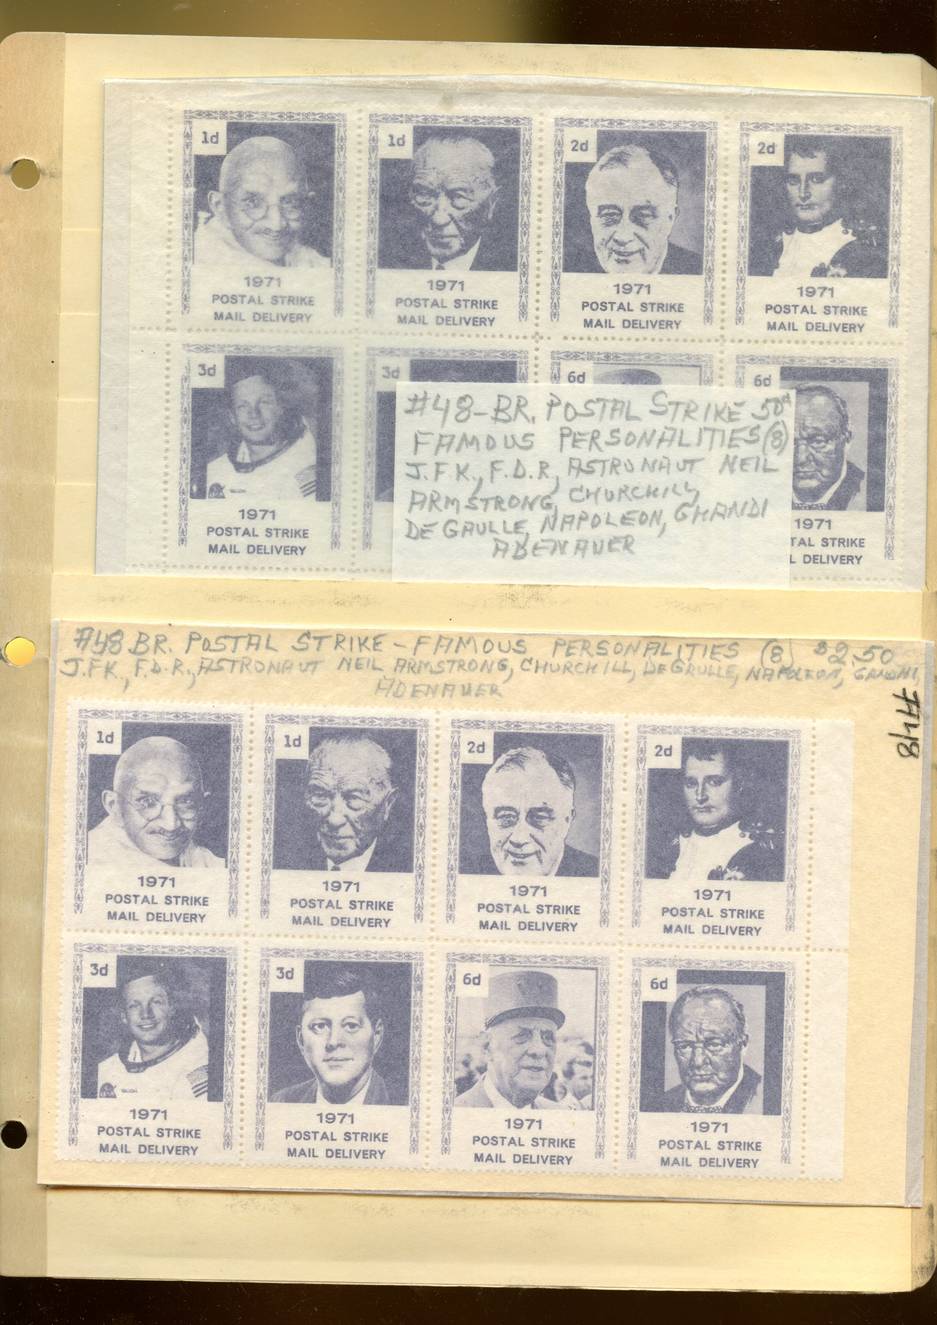 1d 1d 2d 2d
1971 1971 1971 1971
POSTAL STRIKE POSTAL STRIKE POSTAL STRIKE POSTAL STRIKE
MAIL DELIVERY MAIL DELIVERY MAIL DELIVERY MAIL DELIVERY
3d 3d 6d 6d
#48-BR. POSTAL STRIKE 50¢
FAMOUS PERSONALITIES (8)
J.F.K., F.D.R, ASTRONAUT NEIL
ARMSTRONG, CHURCHILL,
DE GAULLE, NAPOLEON, GHANDI
ADENAUER
1971 1971
POSTAL STRIKE TAL STRIKE
MAIL DELIVERY IL DELIVERY
#48 BR. POSTAL STRIKE - FAMOUS PERSONALITIES (8) $2.50
J.F.K., F.D.R., ASTRONAUT NEIL ARMSTRONG, CHURCHILL, DE GAULLE, NAPOLEON,
ADENAUER
#48
1d 1d 2d 2d
1971 1971 1971 1971
POSTAL STRIKE POSTAL STRIKE POSTAL STRIKE POSTAL STRIKE
MAIL DELIVERY MAIL DELIVERY MAIL DELIVERY MAIL DELIVERY
3d 3d 6d 6d
1971 1971 1971 1971
POSTAL STRIKE POSTAL STRIKE POSTAL STRIKE POSTAL STRIKE
MAIL DELIVERY MAIL DELIVERY MAIL DELIVERY MAIL DELIVERY